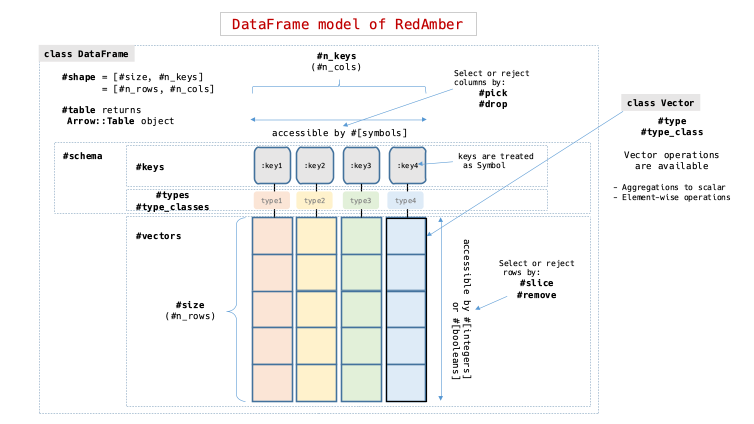 DataFrame model of RedAmber
class DataFrame
#shape = [#size, #n_keys]
= [#n_rows, #n_cols]
#table returns
Arrow::Table object
#n_keys
(#n_cols)
Select or reject
columns by:
#pick
#drop
accessible by #[symbols]
class Vector
#type
#type_class
Vector operations
are available
- Aggregations to scalar
- Element-wise operations
#schema
#keys
:key1 :key2 :key3 :key4
keys are treated
as Symbol
#types
#type_classes
type1 type2 type3 type4
#vectors
#size
(#n_rows)
accessible by #[integers]
or #[booleans]
Select or reject
rows by:
#slice
#remove